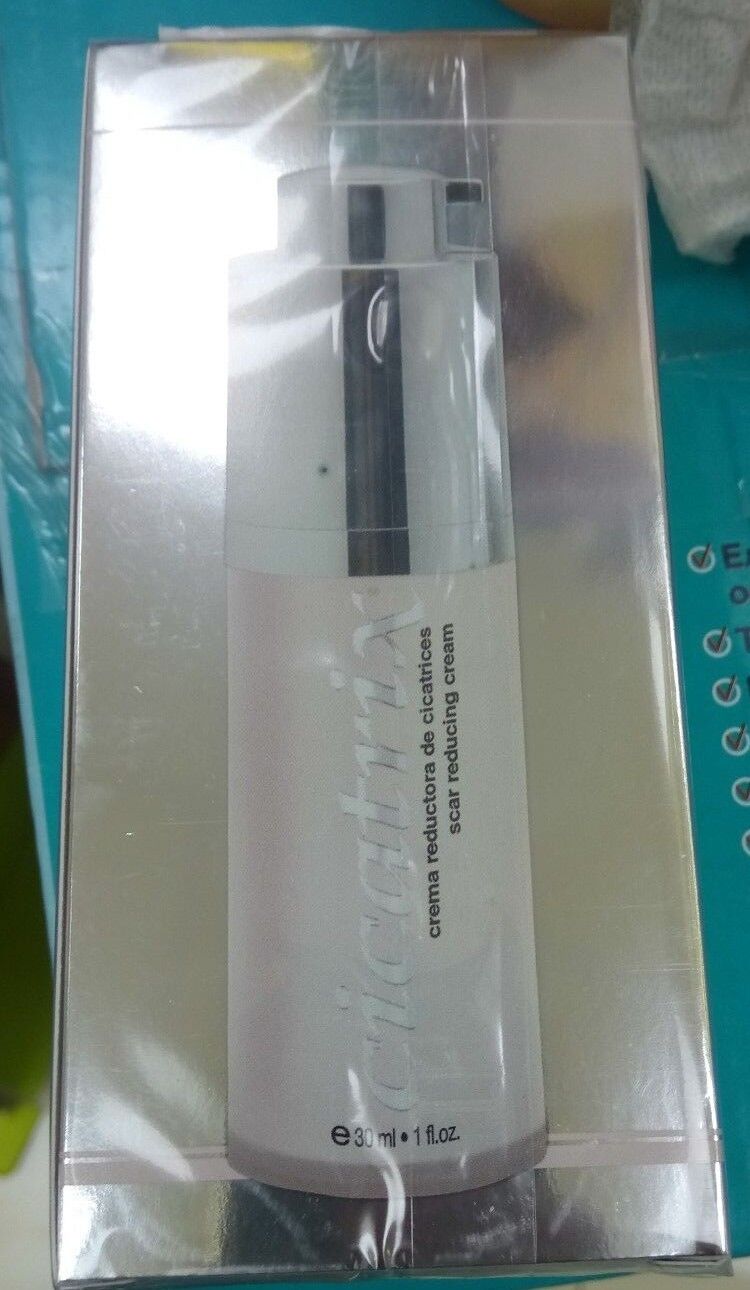 cicatrix®
crema reductora de cicatrices
scar reducing cream
℮ 30 ml • 1 fl.oz.